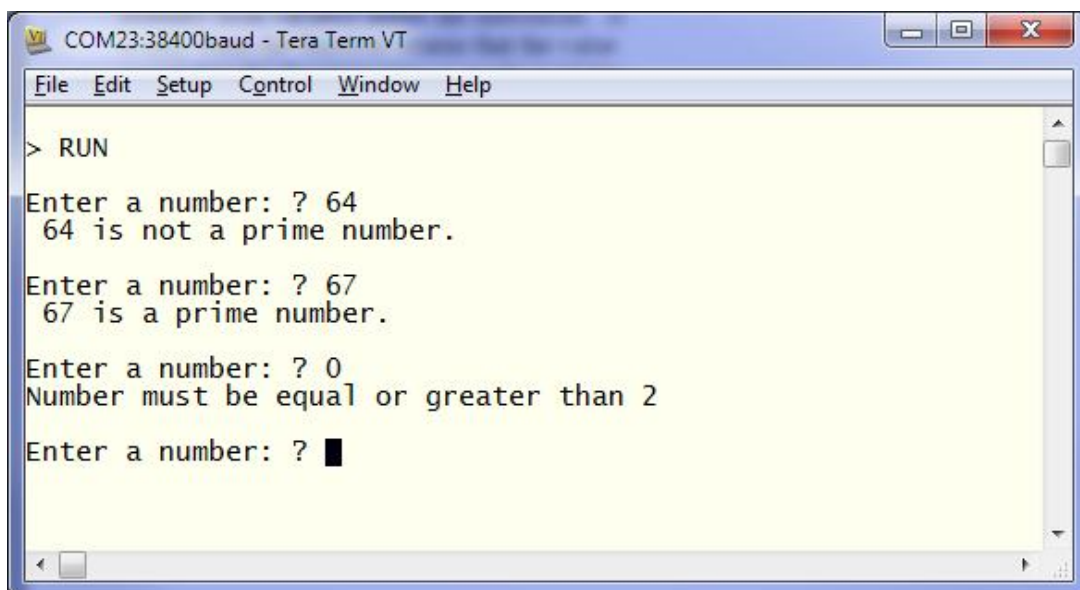 COM23:38400baud - Tera Term VT
File Edit Setup Control Window Help
> RUN
Enter a number: ? 64
64 is not a prime number.
Enter a number: ? 67
67 is a prime number.
Enter a number: ? 0
Number must be equal or greater than 2
Enter a number: ?